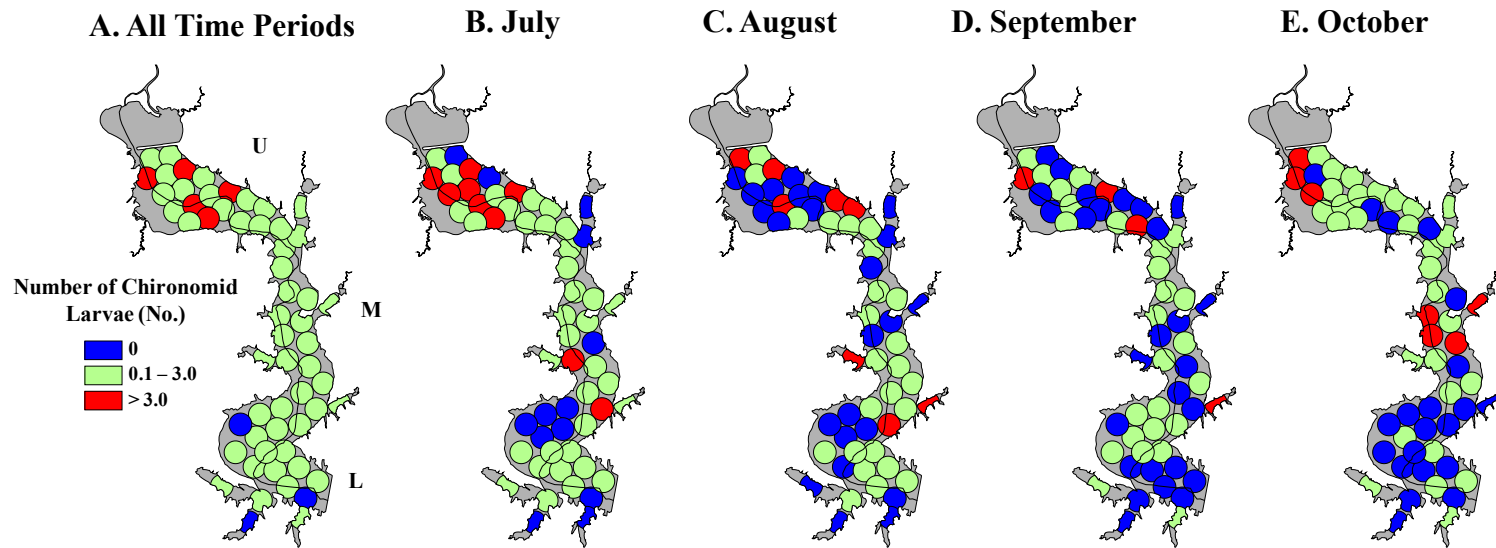 A. All Time Periods
B. July
C. August
D. September
E. October
U
M
L
Number of Chironomid
Larvae (No.)
0
0.1 – 3.0
> 3.0